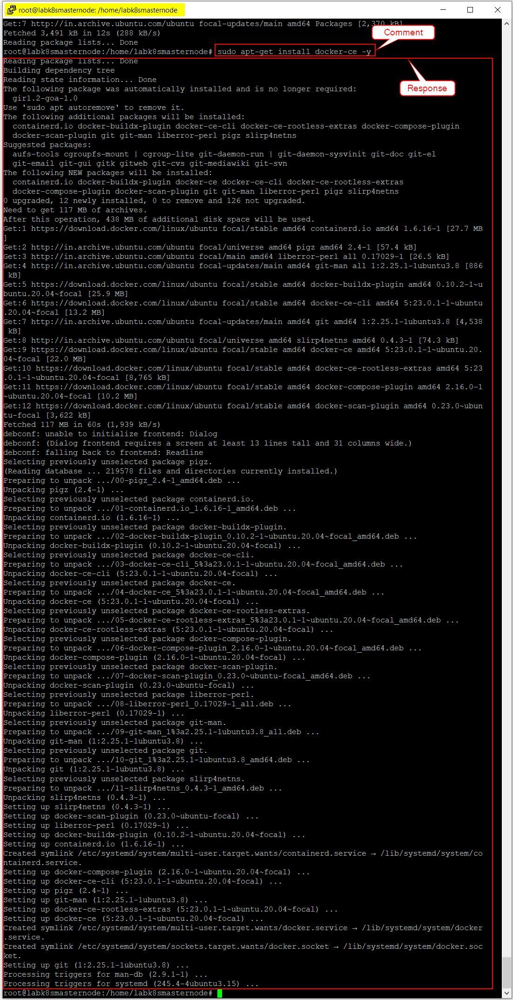 root@labk8smasternode: /home/labk8smasternode
Get:7 http://in.archive.ubuntu.com/ubuntu focal-updates/main amd64 Packages [2,370 kB]
Fetched 3,491 kB in 12s (288 kB/s)
Comment
Reading package lists... Done
root@labk8smasternode:/home/labk8smasternode# sudo apt-get install docker-ce -y
Reading package lists... Done
Building dependency tree
Reading state information... Done
The following package was automatically installed and is no longer required:
Response
gir1.2-goa-1.0
Use 'sudo apt autoremove' to remove it.
The following additional packages will be installed:
containerd.io docker-buildx-plugin docker-ce-cli docker-ce-rootless-extras docker-compose-plugin
docker-scan-plugin git git-man liberror-perl pigz slirp4netns
Suggested packages:
aufs-tools cgroupfs-mount | cgroup-lite git-daemon-run | git-daemon-sysvinit git-doc git-el
git-email git-gui gitk gitweb git-cvs git-mediawiki git-svn
The following NEW packages will be installed:
containerd.io docker-buildx-plugin docker-ce docker-ce-cli docker-ce-rootless-extras
docker-compose-plugin docker-scan-plugin git git-man liberror-perl pigz slirp4netns
0 upgraded, 12 newly installed, 0 to remove and 126 not upgraded.
Need to get 117 MB of archives.
After this operation, 438 MB of additional disk space will be used.
Get:1 https://download.docker.com/linux/ubuntu focal/stable amd64 containerd.io amd64 1.6.16-1 [27.7 MB
]
Get:2 http://in.archive.ubuntu.com/ubuntu focal/universe amd64 pigz amd64 2.4-1 [57.4 kB]
Get:3 http://in.archive.ubuntu.com/ubuntu focal/main amd64 liberror-perl all 0.17029-1 [26.5 kB]
Get:4 http://in.archive.ubuntu.com/ubuntu focal-updates/main amd64 git-man all 1:2.25.1-1ubuntu3.8 [886
kB]
Get:5 https://download.docker.com/linux/ubuntu focal/stable amd64 docker-buildx-plugin amd64 0.10.2-1~u
buntu.20.04~focal [25.9 MB]
Get:6 https://download.docker.com/linux/ubuntu focal/stable amd64 docker-ce-cli amd64 5:23.0.1-1~ubuntu
.20.04~focal [13.2 MB]
Get:7 http://in.archive.ubuntu.com/ubuntu focal-updates/main amd64 git amd64 1:2.25.1-1ubuntu3.8 [4,538
kB]
Get:8 http://in.archive.ubuntu.com/ubuntu focal/universe amd64 slirp4netns amd64 0.4.3-1 [74.3 kB]
Get:9 https://download.docker.com/linux/ubuntu focal/stable amd64 docker-ce amd64 5:23.0.1-1~ubuntu.20.
04~focal [22.0 MB]
Get:10 https://download.docker.com/linux/ubuntu focal/stable amd64 docker-ce-rootless-extras amd64 5:23
.0.1-1~ubuntu.20.04~focal [8,765 kB]
Get:11 https://download.docker.com/linux/ubuntu focal/stable amd64 docker-compose-plugin amd64 2.16.0-1
~ubuntu.20.04~focal [10.2 MB]
Get:12 https://download.docker.com/linux/ubuntu focal/stable amd64 docker-scan-plugin amd64 0.23.0~ubun
tu-focal [3,622 kB]
Fetched 117 MB in 60s (1,939 kB/s)
debconf: unable to initialize frontend: Dialog
debconf: (Dialog frontend requires a screen at least 13 lines tall and 31 columns wide.)
debconf: falling back to frontend: Readline
Selecting previously unselected package pigz.
(Reading database ... 219578 files and directories currently installed.)
Preparing to unpack .../00-pigz_2.4-1_amd64.deb ...
Unpacking pigz (2.4-1) ...
Selecting previously unselected package containerd.io.
Preparing to unpack .../01-containerd.io_1.6.16-1_amd64.deb ...
Unpacking containerd.io (1.6.16-1) ...
Selecting previously unselected package docker-buildx-plugin.
Preparing to unpack .../02-docker-buildx-plugin_0.10.2-1~ubuntu.20.04~focal_amd64.deb ...
Unpacking docker-buildx-plugin (0.10.2-1~ubuntu.20.04~focal) ...
Selecting previously unselected package docker-ce-cli.
Preparing to unpack .../03-docker-ce-cli_5%3a23.0.1-1~ubuntu.20.04~focal_amd64.deb ...
Unpacking docker-ce-cli (5:23.0.1-1~ubuntu.20.04~focal) ...
Selecting previously unselected package docker-ce.
Preparing to unpack .../04-docker-ce_5%3a23.0.1-1~ubuntu.20.04~focal_amd64.deb ...
Unpacking docker-ce (5:23.0.1-1~ubuntu.20.04~focal) ...
Selecting previously unselected package docker-ce-rootless-extras.
Preparing to unpack .../05-docker-ce-rootless-extras_5%3a23.0.1-1~ubuntu.20.04~focal_amd64.deb ...
Unpacking docker-ce-rootless-extras (5:23.0.1-1~ubuntu.20.04~focal) ...
Selecting previously unselected package docker-compose-plugin.
Preparing to unpack .../06-docker-compose-plugin_2.16.0-1~ubuntu.20.04~focal_amd64.deb ...
Unpacking docker-compose-plugin (2.16.0-1~ubuntu.20.04~focal) ...
Selecting previously unselected package docker-scan-plugin.
Preparing to unpack .../07-docker-scan-plugin_0.23.0~ubuntu-focal_amd64.deb ...
Unpacking docker-scan-plugin (0.23.0~ubuntu-focal) ...
Selecting previously unselected package liberror-perl.
Preparing to unpack .../08-liberror-perl_0.17029-1_all.deb ...
Unpacking liberror-perl (0.17029-1) ...
Selecting previously unselected package git-man.
Preparing to unpack .../09-git-man_1%3a2.25.1-1ubuntu3.8_all.deb ...
Unpacking git-man (1:2.25.1-1ubuntu3.8) ...
Selecting previously unselected package git.
Preparing to unpack .../10-git_1%3a2.25.1-1ubuntu3.8_amd64.deb ...
Unpacking git (1:2.25.1-1ubuntu3.8) ...
Selecting previously unselected package slirp4netns.
Preparing to unpack .../11-slirp4netns_0.4.3-1_amd64.deb ...
Unpacking slirp4netns (0.4.3-1) ...
Setting up slirp4netns (0.4.3-1) ...
Setting up docker-scan-plugin (0.23.0~ubuntu-focal) ...
Setting up liberror-perl (0.17029-1) ...
Setting up docker-buildx-plugin (0.10.2-1~ubuntu.20.04~focal) ...
Setting up containerd.io (1.6.16-1) ...
Created symlink /etc/systemd/system/multi-user.target.wants/containerd.service → /lib/systemd/system/co
ntainerd.service.
Setting up docker-compose-plugin (2.16.0-1~ubuntu.20.04~focal) ...
Setting up docker-ce-cli (5:23.0.1-1~ubuntu.20.04~focal) ...
Setting up pigz (2.4-1) ...
Setting up git-man (1:2.25.1-1ubuntu3.8) ...
Setting up docker-ce-rootless-extras (5:23.0.1-1~ubuntu.20.04~focal) ...
Setting up docker-ce (5:23.0.1-1~ubuntu.20.04~focal) ...
Created symlink /etc/systemd/system/multi-user.target.wants/docker.service → /lib/systemd/system/docker
.service.
Created symlink /etc/systemd/system/sockets.target.wants/docker.socket → /lib/systemd/system/docker.soc
ket.
Setting up git (1:2.25.1-1ubuntu3.8) ...
Processing triggers for man-db (2.9.1-1) ...
Processing triggers for systemd (245.4-4ubuntu3.15) ...
root@labk8smasternode:/home/labk8smasternode#